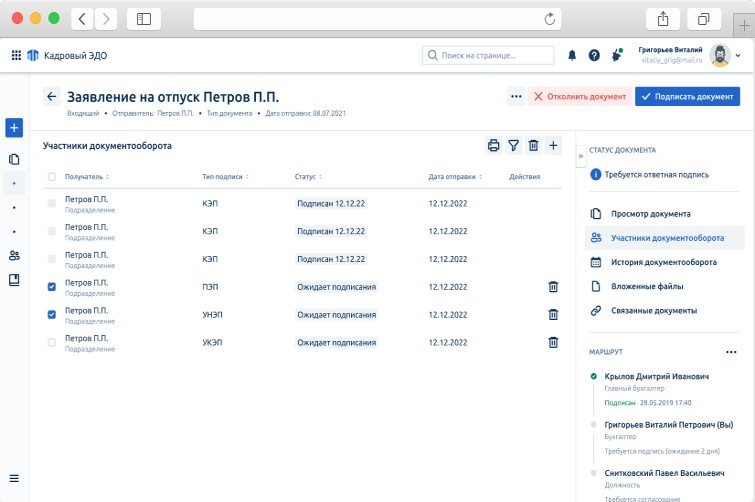 Кадровый ЭДО
Поиск на странице...
Григорьев Виталий
vitatiy_grig@mail.ru
Заявление на отпуск Петров П.П.
Отклонить документ
Подписать документ
Входящий • Отправитель: Петров П.П. • Тип документа • Дата отправки: 08.07.2021
Участники документооборота
Получатель Тип подписи Статус Дата отправки Действия
Петров П.П. КЭП Подписан 12.12.22 12.12.2022
Подразделение
Петров П.П. КЭП Подписан 12.12.22 12.12.2022
Подразделение
Петров П.П. КЭП Подписан 12.12.22 12.12.2022
Подразделение
Петров П.П. ПЭП Ожидает подписания 12.12.2022
Подразделение
Петров П.П. УНЭП Ожидает подписания 12.12.2022
Подразделение
Петров П.П. УКЭП Ожидает подписания 12.12.2022
Подразделение
СТАТУС ДОКУМЕНТА
Требуется ответная подпись
Просмотр документа
Участники документооборота
История документооборота
Вложенные файлы
Связанные документы
МАРШРУТ
Крылов Дмитрий Иванович
Главный бухгалтер
Подписан 28.05.2019 17:40
Григорьев Виталий Петрович (Вы)
Бухгалтер
Требуется подпись (ожидание 2 дня)
Снитковский Павел Васильевич
Должность
Требуется согласование